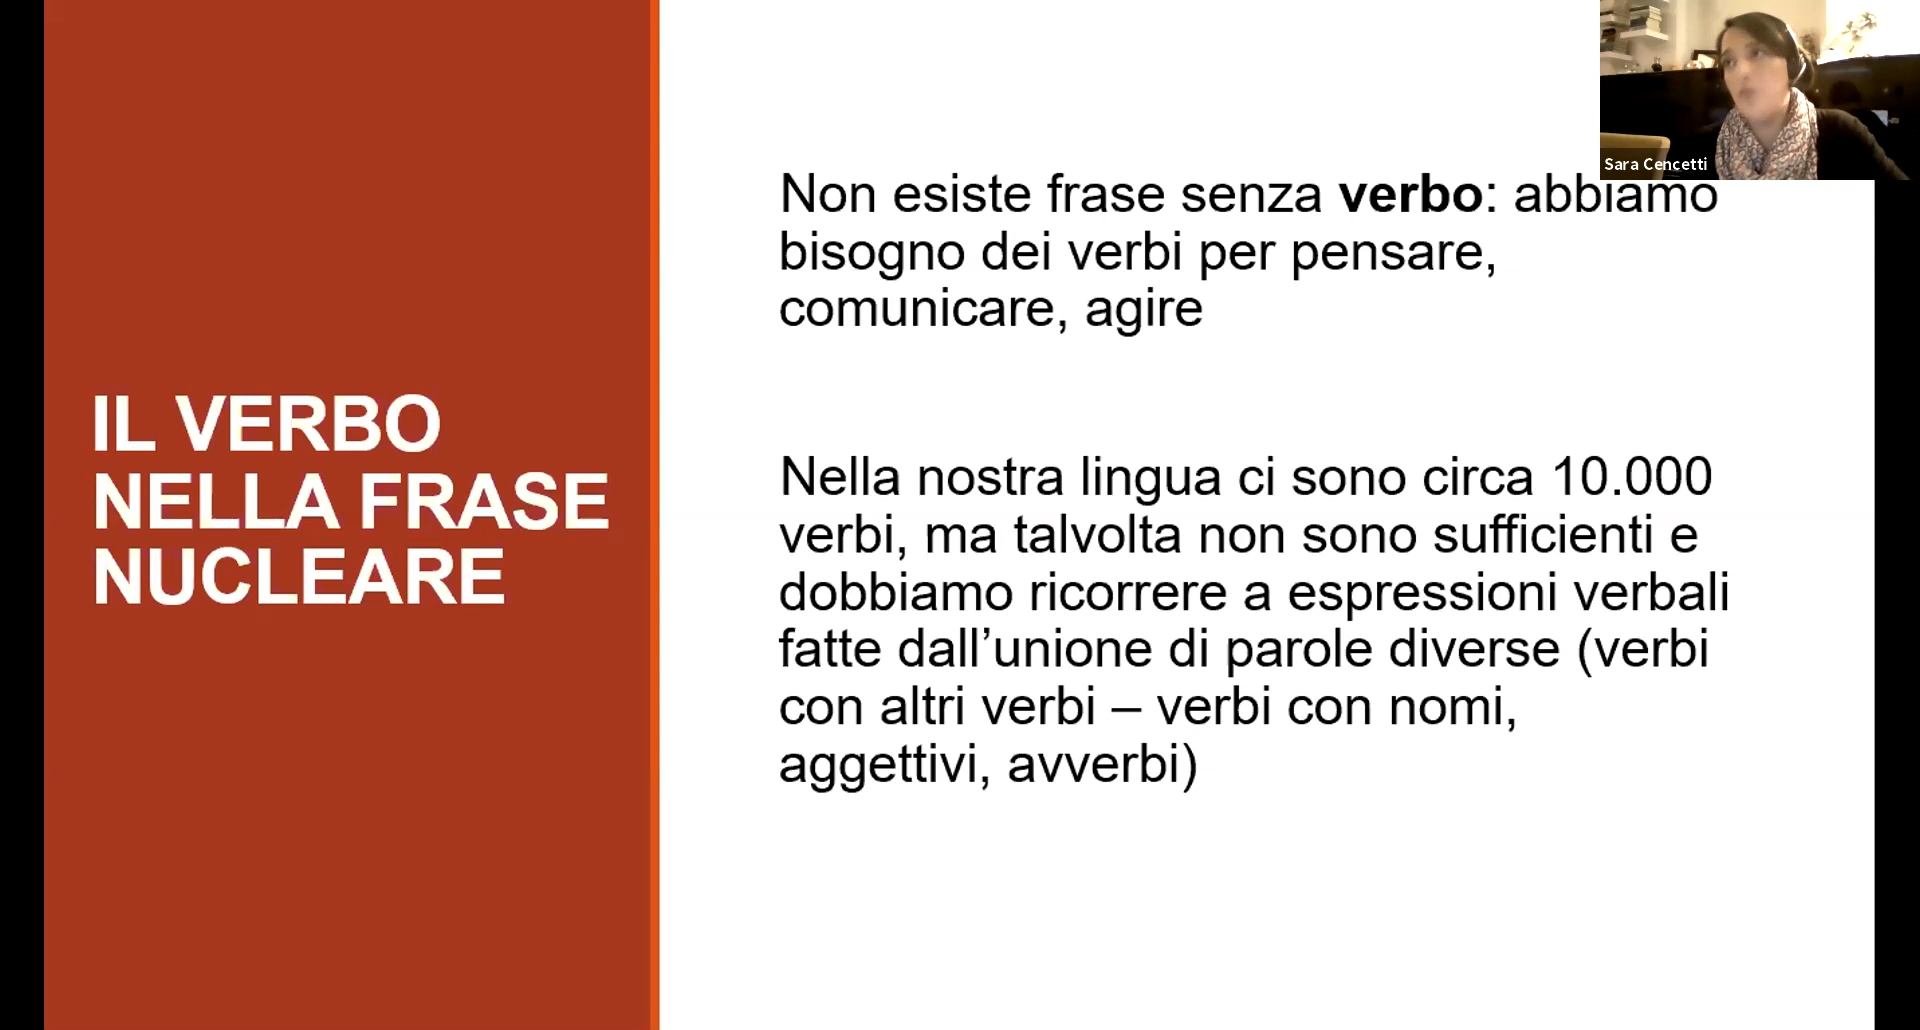 IL VERBO
NELLA FRASE
NUCLEARE
Non esiste frase senza verbo: abbiamo
bisogno dei verbi per pensare,
comunicare, agire
Nella nostra lingua ci sono circa 10.000
verbi, ma talvolta non sono sufficienti e
dobbiamo ricorrere a espressioni verbali
fatte dall’unione di parole diverse (verbi
con altri verbi – verbi con nomi,
aggettivi, avverbi)
Sara Cencetti